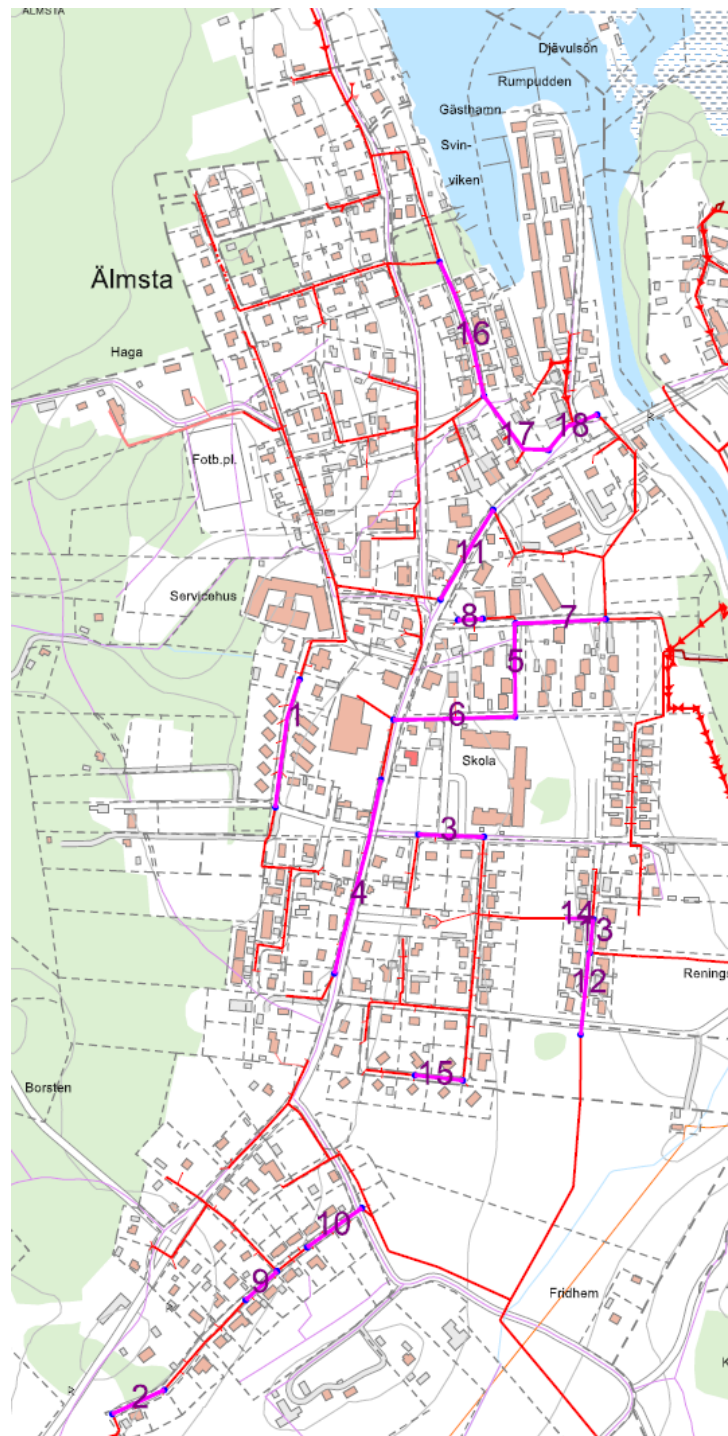 ÄLMSTA
Djävulsön
Rumpudden
Gästhamn
Svin-
viken
Älmsta
16
Haga
17
18
Fotb.pl.
11
Servicehus
8
7
5
1
6
Skola
3
4
14
13
Renings
12
15
Borsten
10
9
Fridhem
2
K